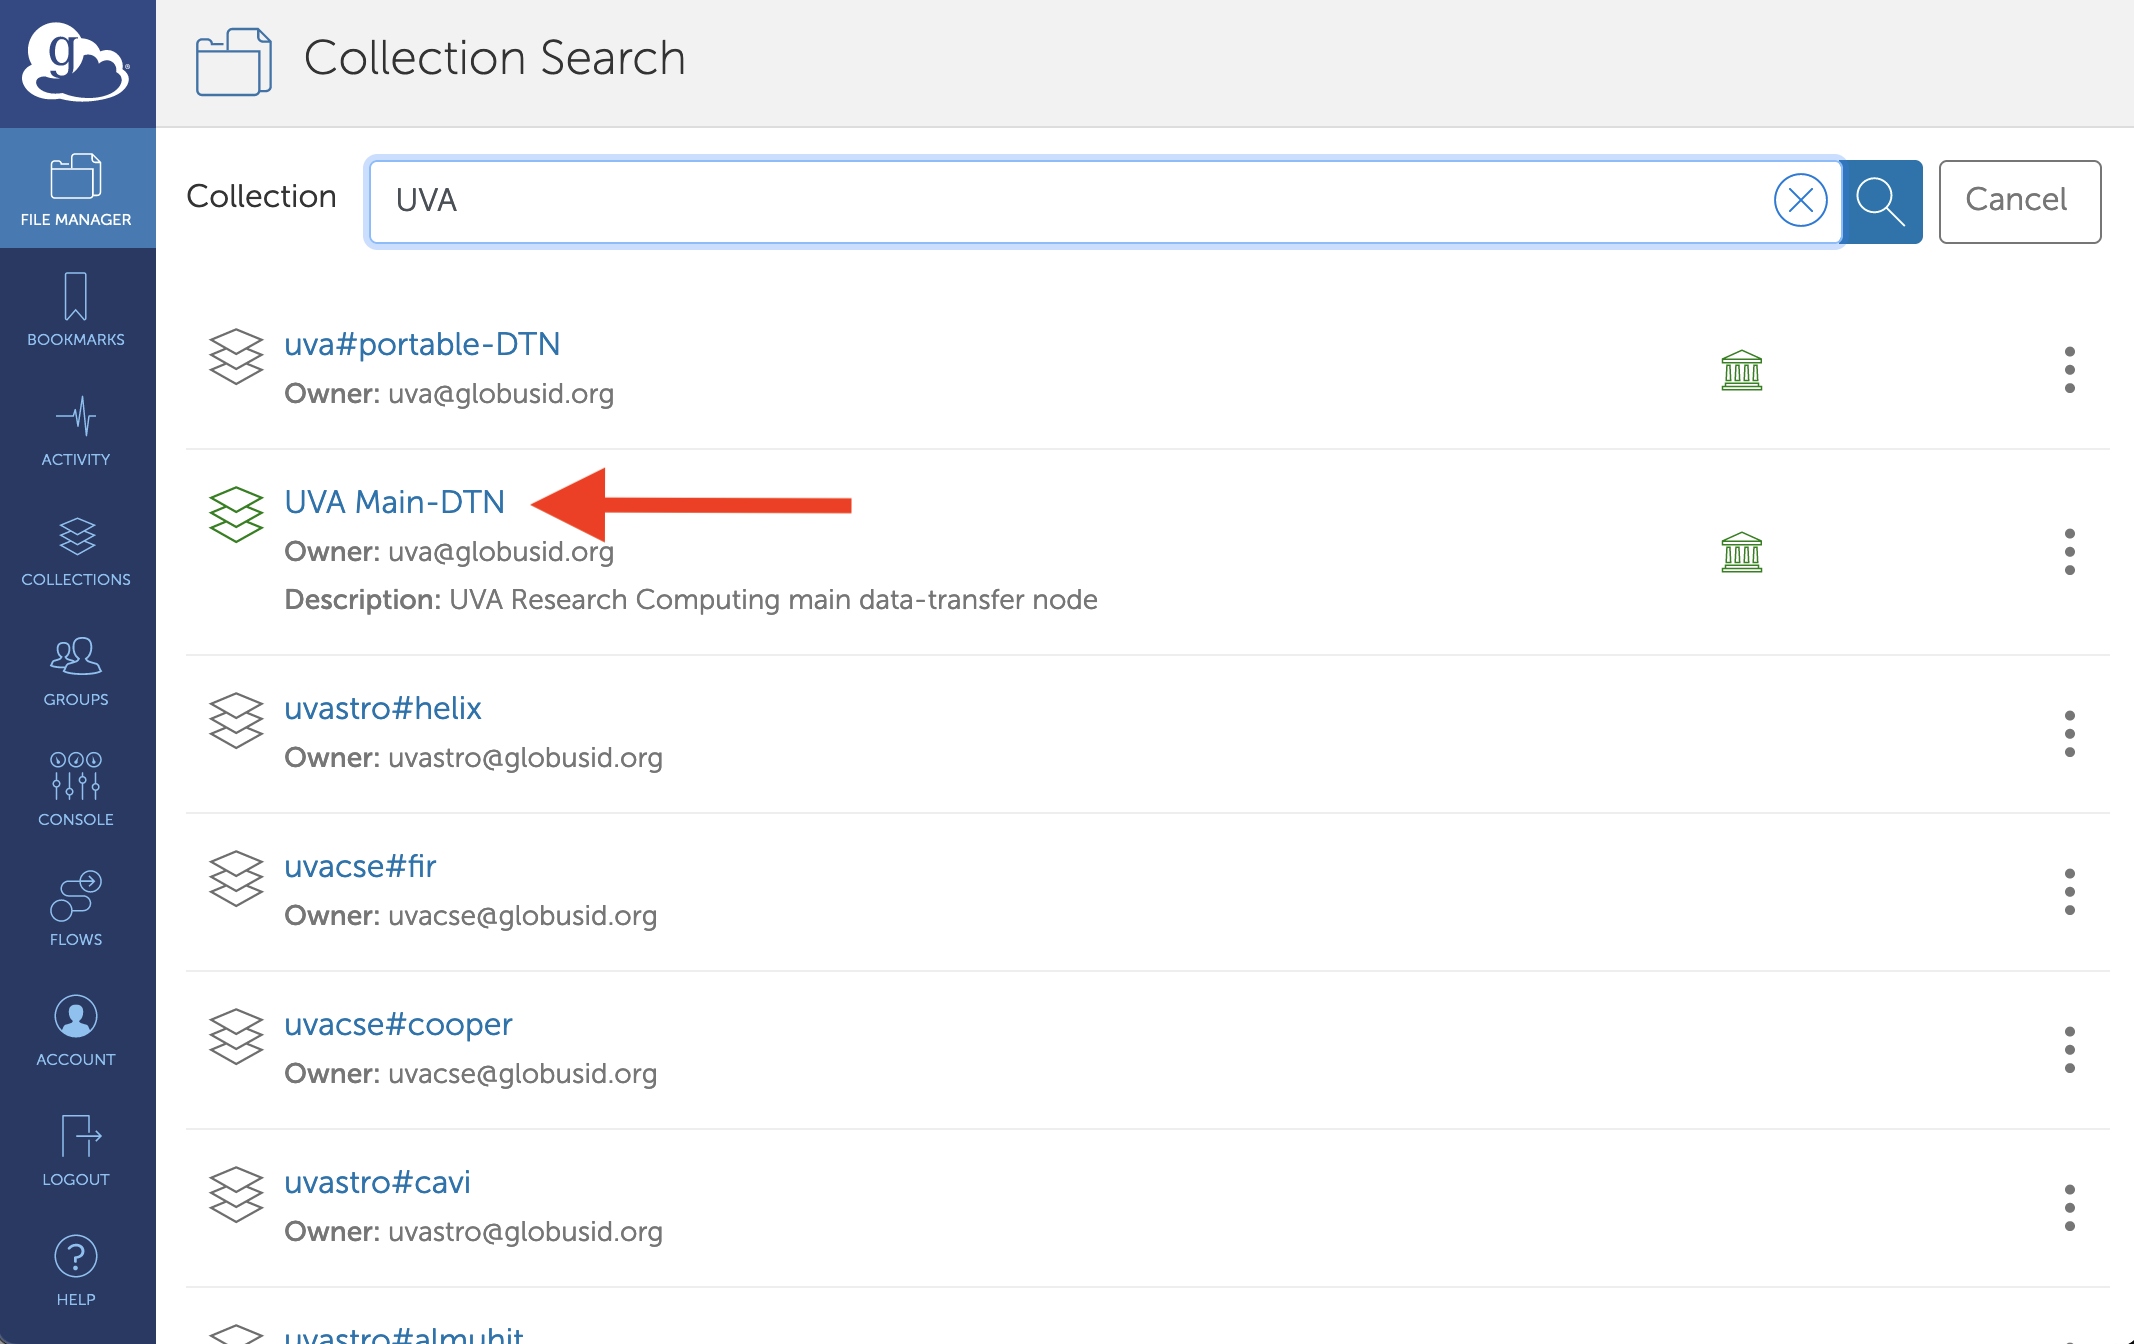 g
Collection Search
FILE MANAGER
Collection
UVA
Cancel
BOOKMARKS
uva#portable-DTN
Owner: uva@globusid.org
ACTIVITY
UVA Main-DTN
Owner: uva@globusid.org
COLLECTIONS
Description: UVA Research Computing main data-transfer node
GROUPS
uvastro#helix
Owner: uvastro@globusid.org
CONSOLE
uvacse#fir
Owner: uvacse@globusid.org
FLOWS
uvacse#cooper
Owner: uvacse@globusid.org
ACCOUNT
uvastro#cavi
Owner: uvastro@globusid.org
LOGOUT
?
HELP
uvastro#almuhit